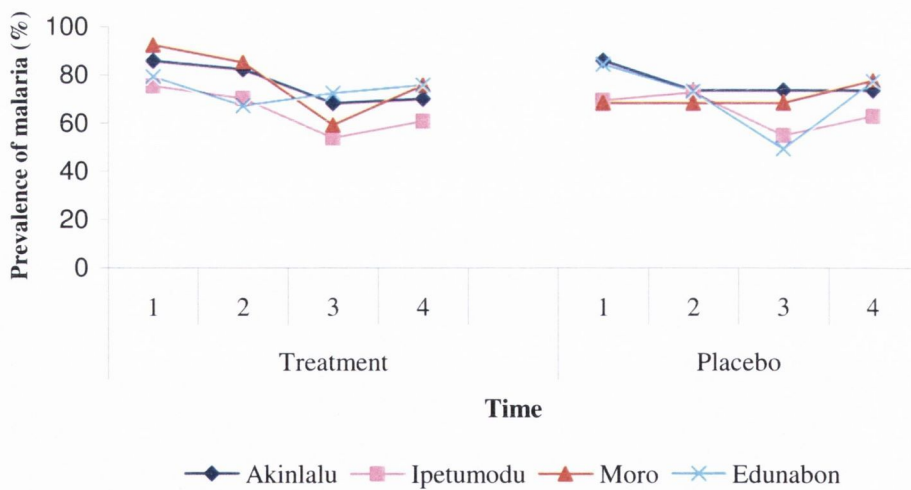 Prevalence of malaria (%)
100
80
60
40
20
0
1 2 3 4 1 2 3 4
Treatment Placebo
Time
Akinlalu Ipetumodu Moro Edunabon